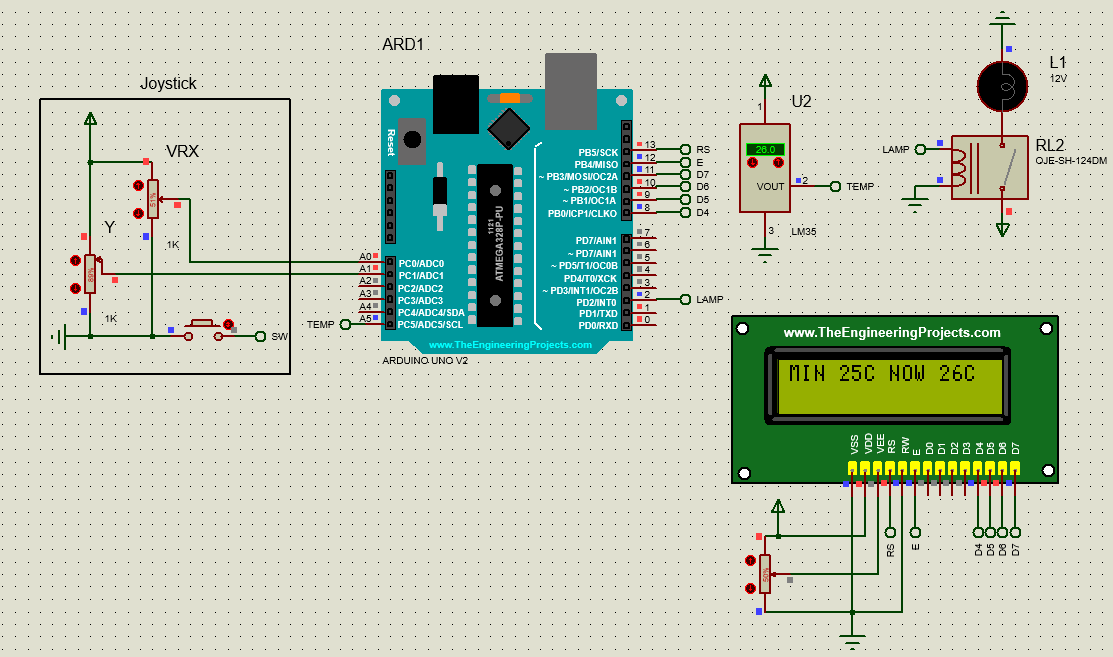 ARD1
Joystick
VRX
51%
1K
Y
80%
1K
SW
TEMP
Reset
1121
ATMEGA328P-PU
A0
A1
A2
A3
A4
A5
PC0/ADC0
PC1/ADC1
PC2/ADC2
PC3/ADC3
PC4/ADC4/SDA
PC5/ADC5/SCL
PB5/SCK
PB4/MISO
~ PB3/MOSI/OC2A
~ PB2/OC1B
~ PB1/OC1A
PB0/ICP1/CLKO
PD7/AIN1
~ PD7/AIN1
~ PD5/T1/OC0B
PD4/T0/XCK
~ PD3/INT1/OC2B
PD2/INT0
PD1/TXD
PD0/RXD
13
12
11
10
9
8
7
6
5
4
3
2
1
0
RS
E
D7
D6
D5
D4
LAMP
www.TheEngineeringProjects.com
ARDUINO UNO V2
U2
1
26.0
VOUT
2
TEMP
3
LM35
L1
12V
LAMP
RL2
OJE-SH-124DM
www.TheEngineeringProjects.com
MIN 25C NOW 26C
VSS
VDD
VEE
RS
RW
E
D0
D1
D2
D3
D4
D5
D6
D7
RS
E
D4
D5
D6
D7
50%